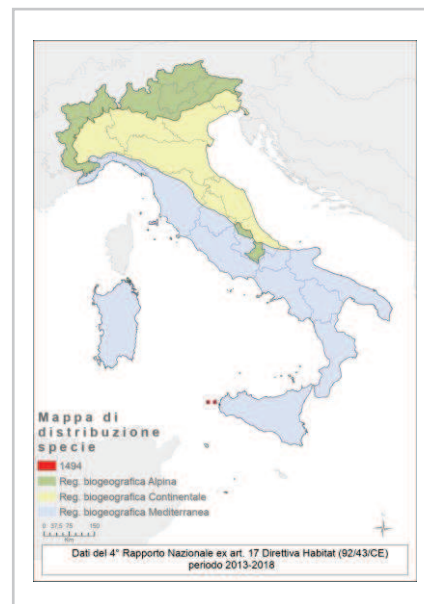 Mappa di
distribuzione
specie
1494
Reg. biogeografica Alpina
Reg. biogeografica Continentale
Reg. biogeografica Mediterranea
0 37,5 75 150
Km
Dati del 4° Rapporto Nazionale ex art. 17 Direttiva Habitat (92/43/CE)
periodo 2013-2018